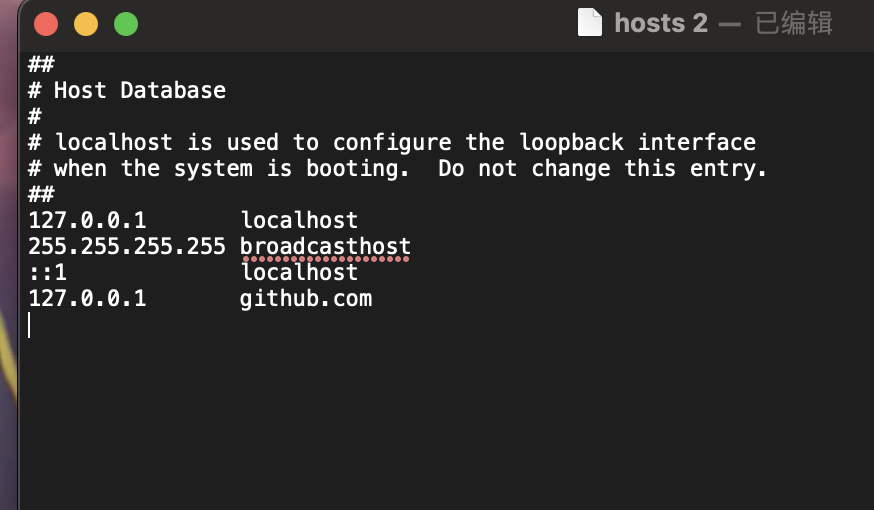 hosts 2 — 已编辑
##
# Host Database
#
# localhost is used to configure the loopback interface
# when the system is booting.  Do not change this entry.
##
127.0.0.1       localhost
255.255.255.255 broadcasthost
::1             localhost
127.0.0.1       github.com